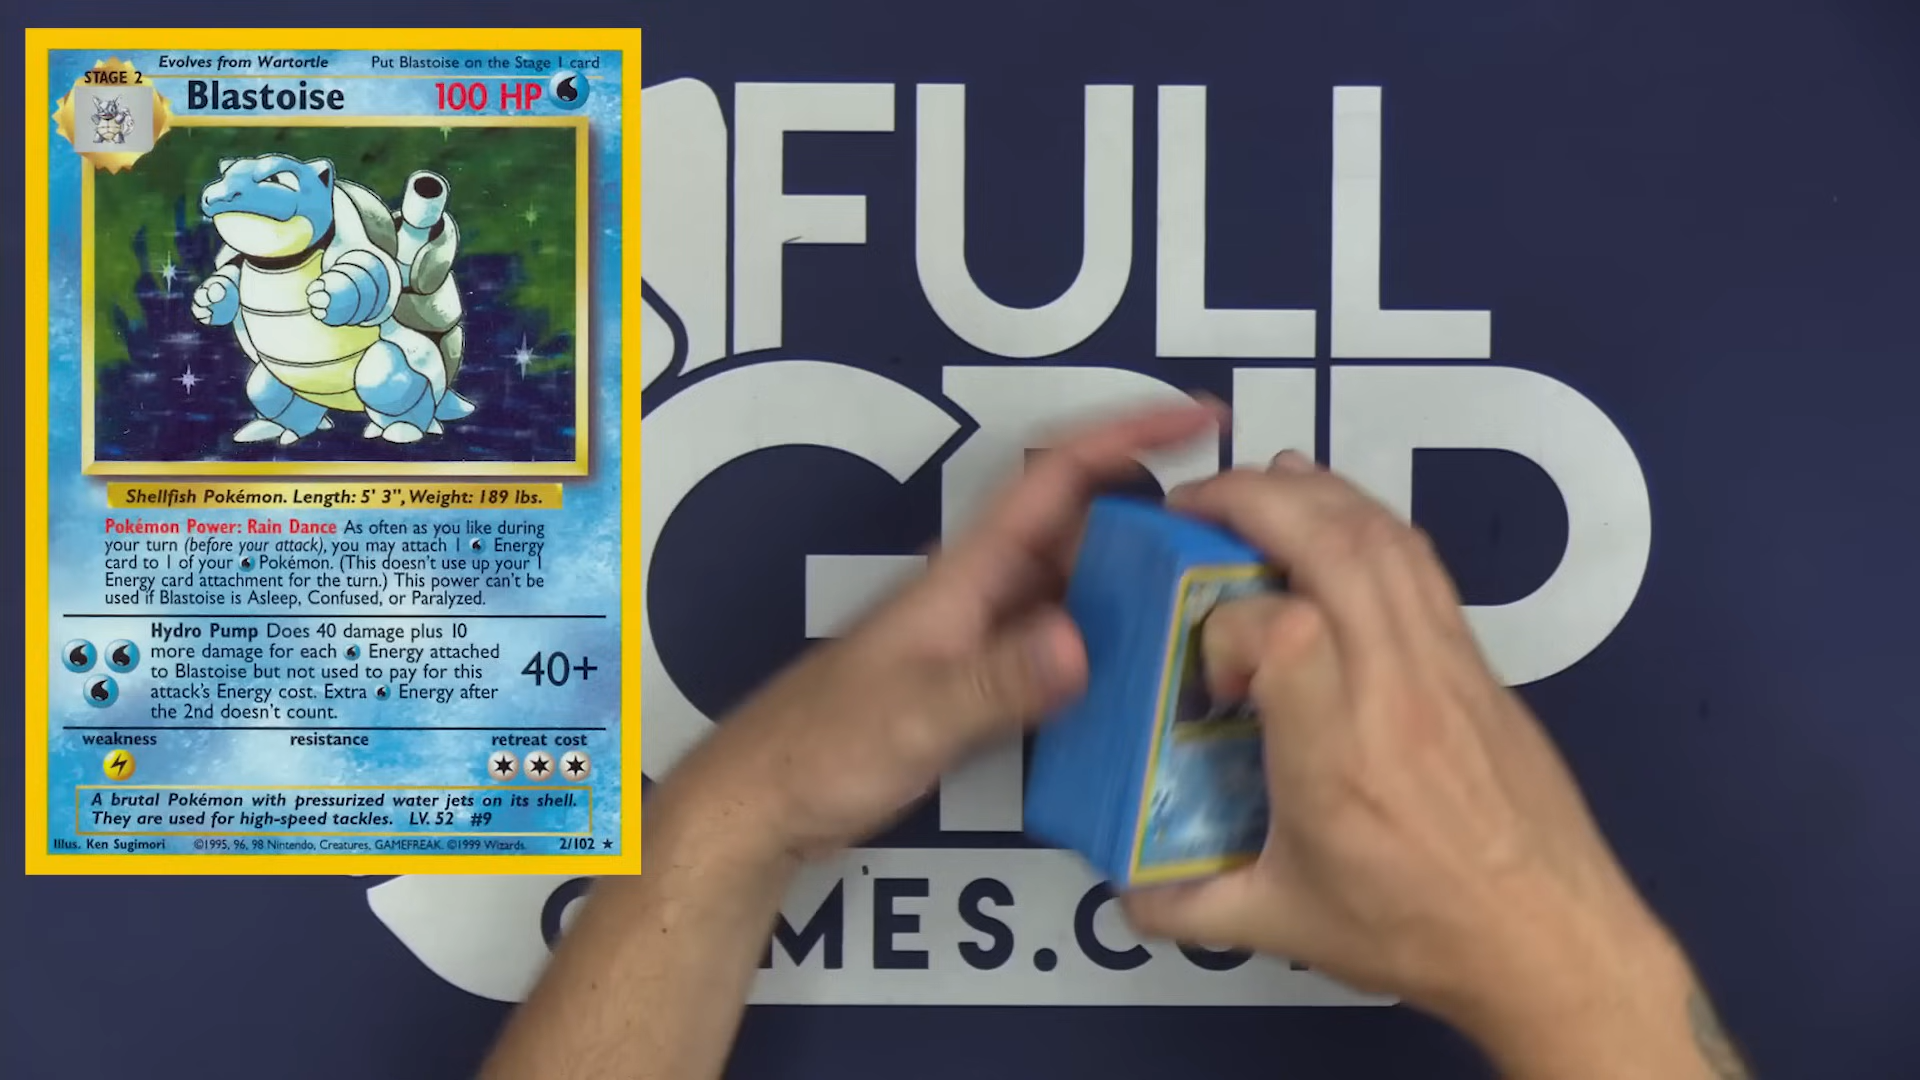 Evolves from Wartortle
Put Blastoise on the Stage 1 card
STAGE 2
Blastoise
100 HP
Shellfish Pokémon. Length: 5' 3", Weight: 189 lbs.
Pokémon Power: Rain Dance As often as you like during
your turn (before your attack), you may attach 1 Energy
card to 1 of your Pokémon. (This doesn't use up your 1
Energy card attachment for the turn.) This power can't be
used if Blastoise is Asleep, Confused, or Paralyzed.
Hydro Pump Does 40 damage plus 10
more damage for each Energy attached
to Blastoise but not used to pay for this
attack's Energy cost. Extra Energy after
the 2nd doesn't count.
40+
weakness
resistance
retreat cost
A brutal Pokémon with pressurized water jets on its shell.
They are used for high-speed tackles. LV. 52 #9
Illus. Ken Sugimori
©1995, 96, 98 Nintendo, Creatures, GAMEFREAK. ©1999 Wizards.
2/102 ★
FULL
GRIP